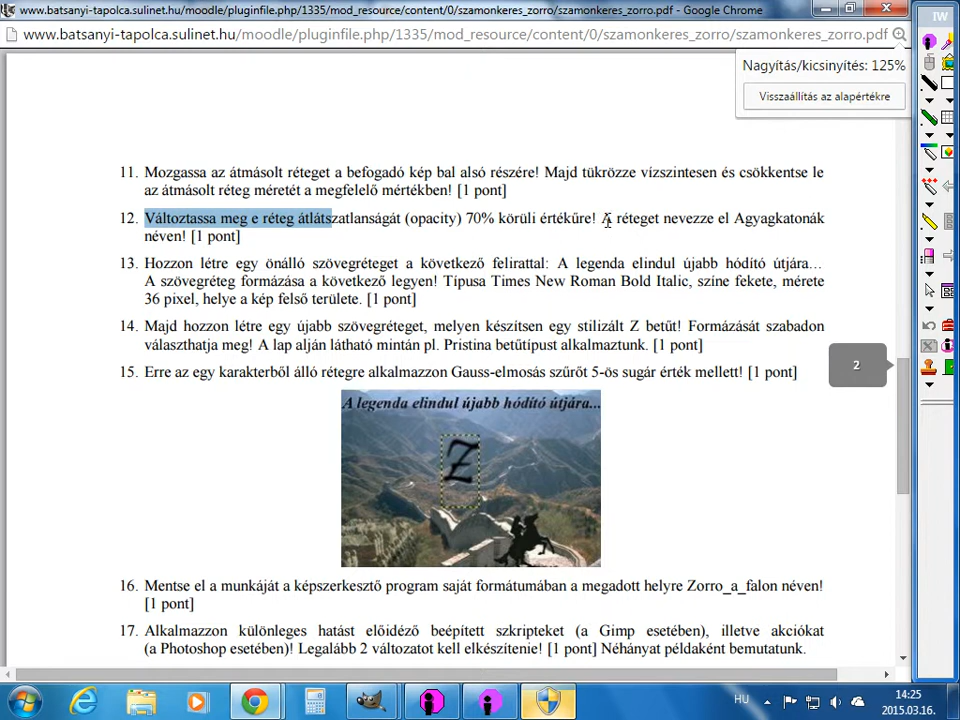 www.batsanyi-tapolca.sulinet.hu/moodle/pluginfile.php/1335/mod_resource/content/0/szamonkeres_zorro/szamonkeres_zorro.pdf - Google Chrome
www.batsanyi-tapolca.sulinet.hu/moodle/pluginfile.php/1335/mod_resource/content/0/szamonkeres_zorro/szamonkeres_zorro.pdf
IW
Nagyítás/kicsinyítés: 125%
Visszaállítás az alapértékre
11. Mozgassa az átmásolt réteget a befogadó kép bal alsó részére! Majd tükrözze vízszintesen és csökkentse le
az átmásolt réteg méretét a megfelelő mértékben! [1 pont]
12. Változtassa meg e réteg átlátszatlanságát (opacity) 70% körüli értékűre! A réteget nevezze el Agyagkatonák
néven! [1 pont]
13. Hozzon létre egy önálló szövegréteget a következő felirattal: A legenda elindul újabb hódító útjára…
A szövegréteg formázása a következő legyen! Típusa Times New Roman Bold Italic, színe fekete, mérete
36 pixel, helye a kép felső területe. [1 pont]
14. Majd hozzon létre egy újabb szövegréteget, melyen készítsen egy stilizált Z betűt! Formázását szabadon
választhatja meg! A lap alján látható mintán pl. Pristina betűtípust alkalmaztunk. [1 pont]
15. Erre az egy karakterből álló rétegre alkalmazzon Gauss-elmosás szűrőt 5-ös sugár érték mellett! [1 pont]
2
A legenda elindul újabb hódító útjára...
Z
16. Mentse el a munkáját a képszerkesztő program saját formátumában a megadott helyre Zorro_a_falon néven!
[1 pont]
17. Alkalmazzon különleges hatást előidéző beépített szkripteket (a Gimp esetében), illetve akciókat
(a Photoshop esetében)! Legalább 2 változatot kell elkészítenie! [1 pont] Néhányat példaként bemutatunk.
HU
14:25
2015.03.16.